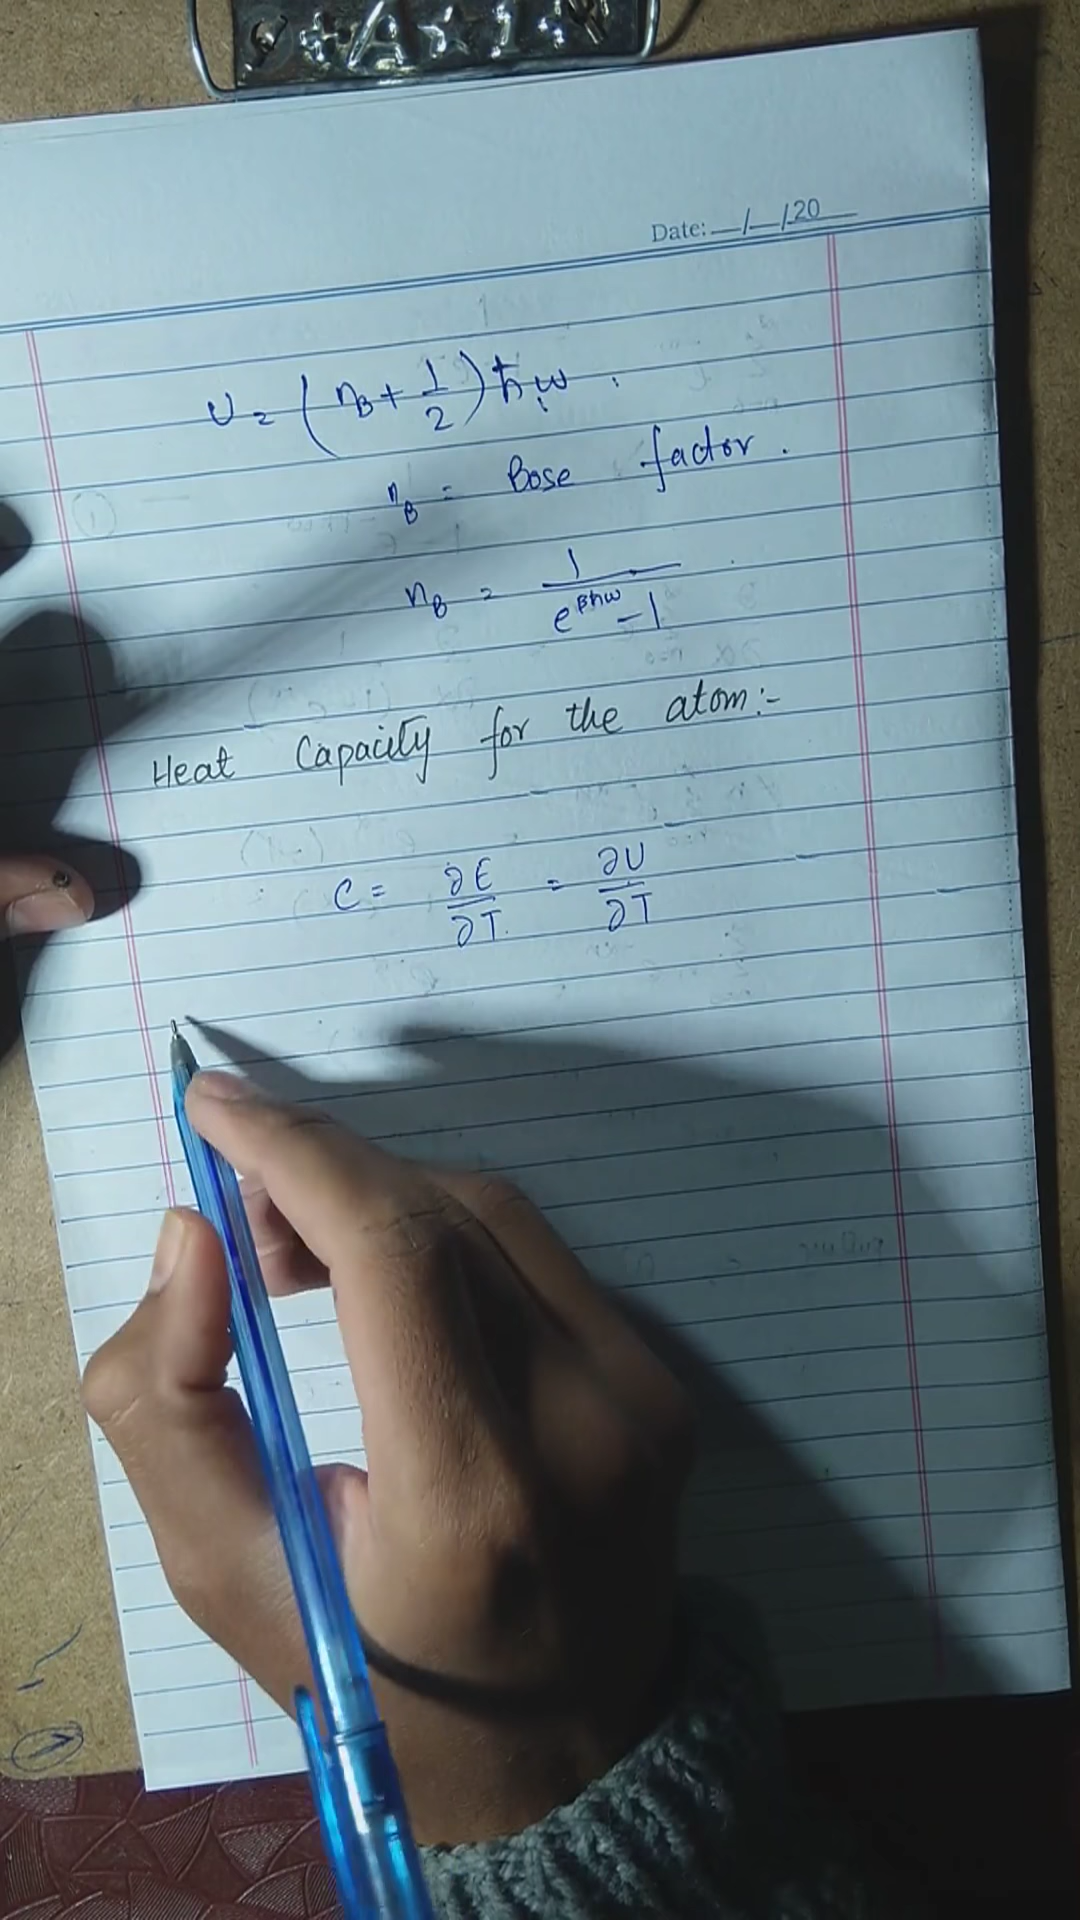 Date: __/__/20__
U = (n_B + 1/2) ħω.
n_B = Bose factor.
n_B = 1/(e^{βħω} - 1)
Heat Capacity for the atom:-
C = ∂E/∂T = ∂U/∂T